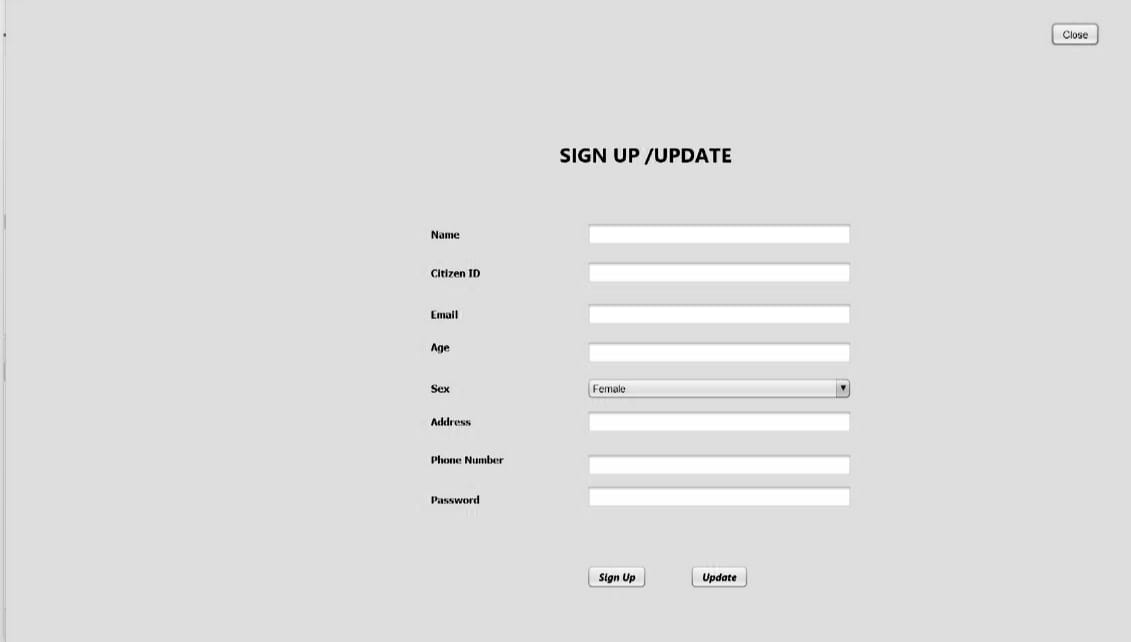 Close
SIGN UP /UPDATE
Name
Citizen ID
Email
Age
Sex Female
Address
Phone Number
Password
Sign Up Update